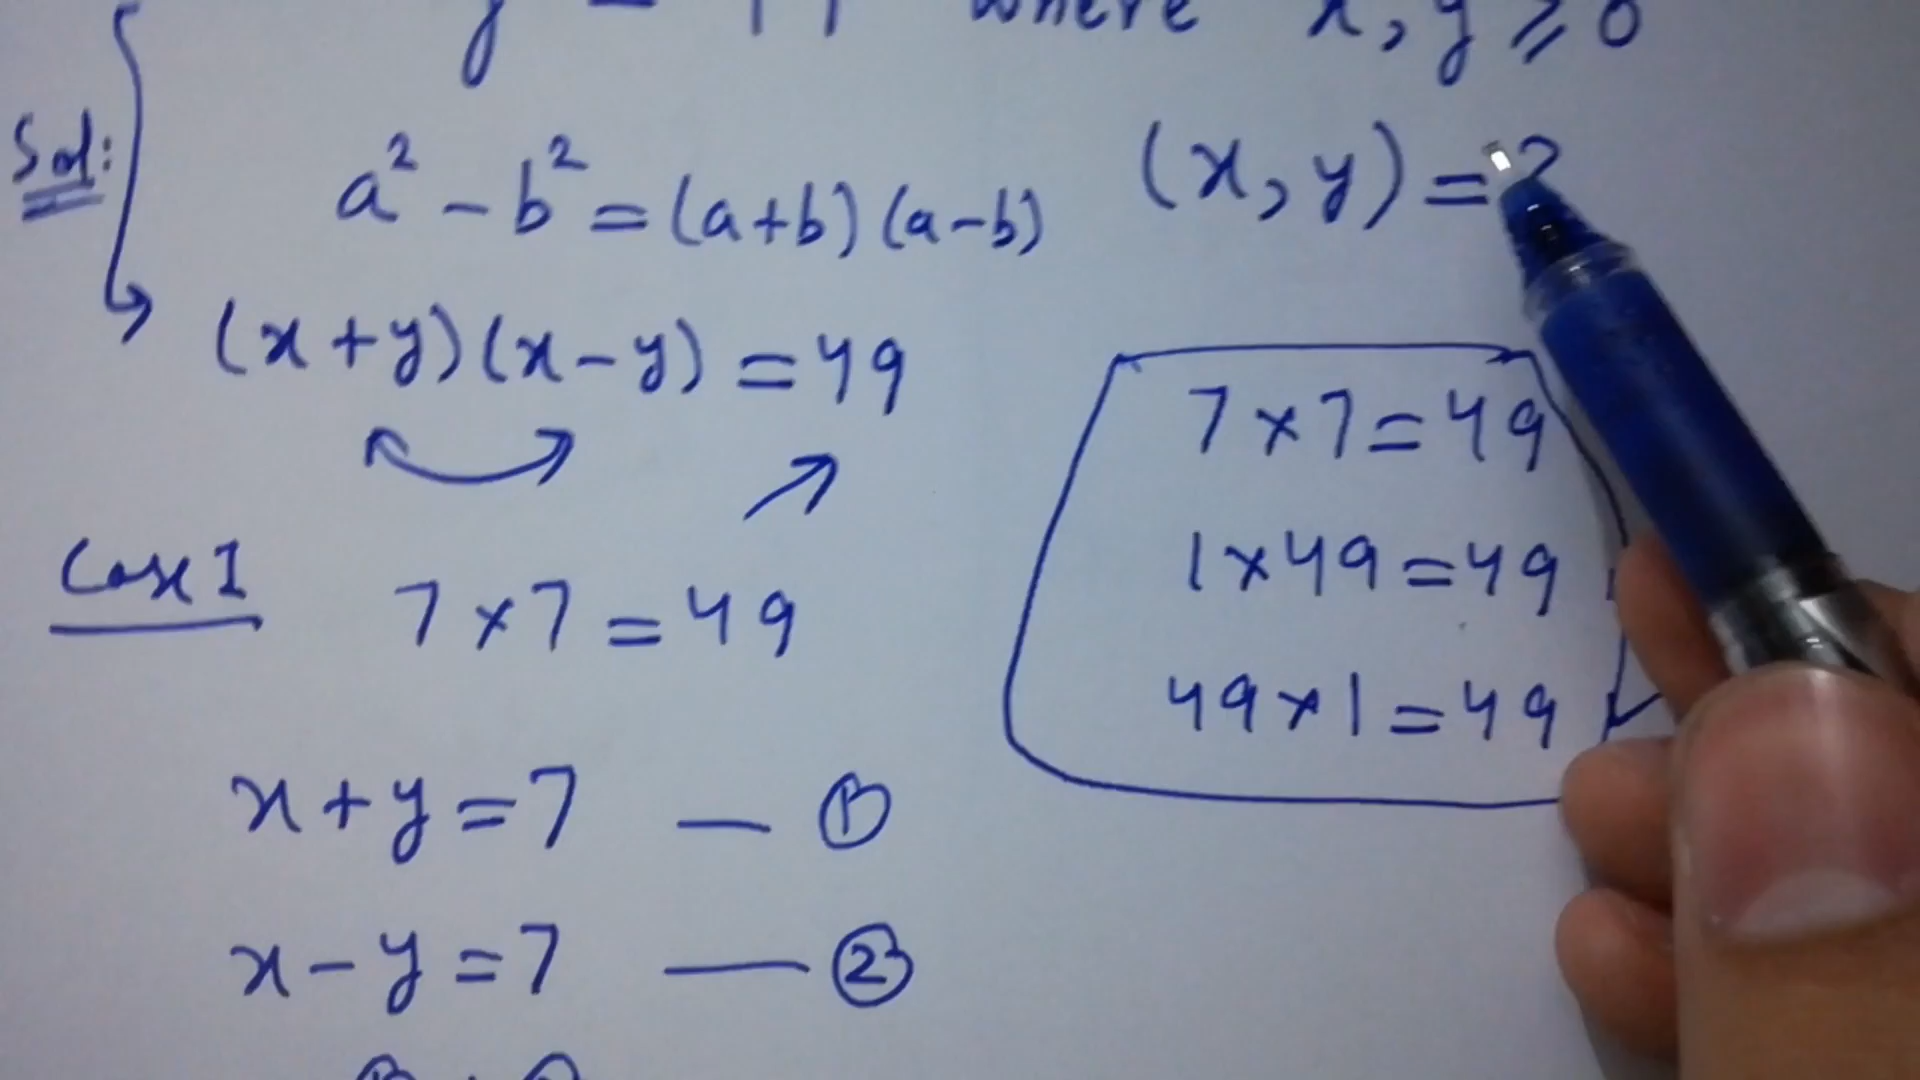 where x, y ≥ 0
Sol:
a² - b² = (a+b) (a-b)
(x, y) = ?
(x + y) (x - y) = 49
7 × 7 = 49
1 × 49 = 49
49 × 1 = 49
Case I
7 × 7 = 49
x + y = 7 — ①
x - y = 7 — ②